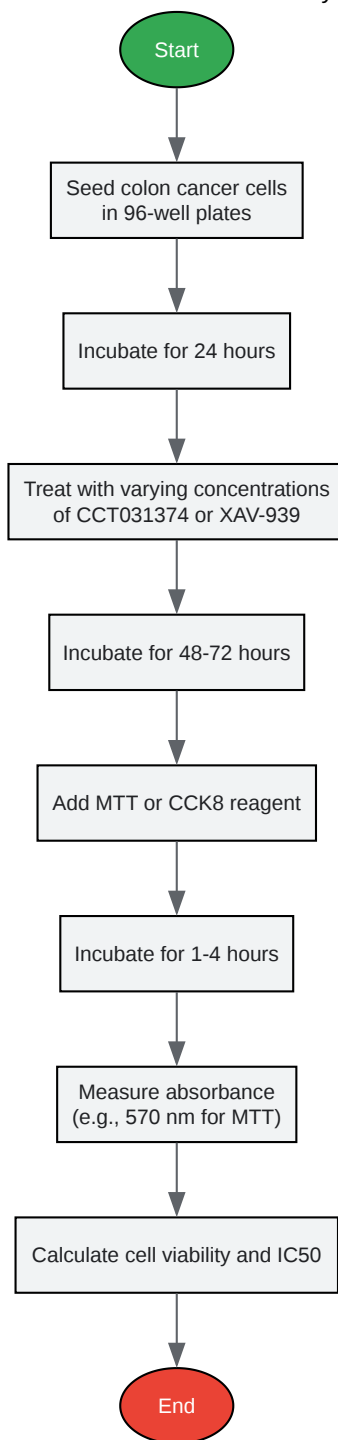 Start
Seed colon cancer cells
in 96-well plates
Incubate for 24 hours
Treat with varying concentrations
of CCT031374 or XAV-939
Incubate for 48-72 hours
Add MTT or CCK8 reagent
Incubate for 1-4 hours
Measure absorbance
(e.g., 570 nm for MTT)
Calculate cell viability and IC50
End